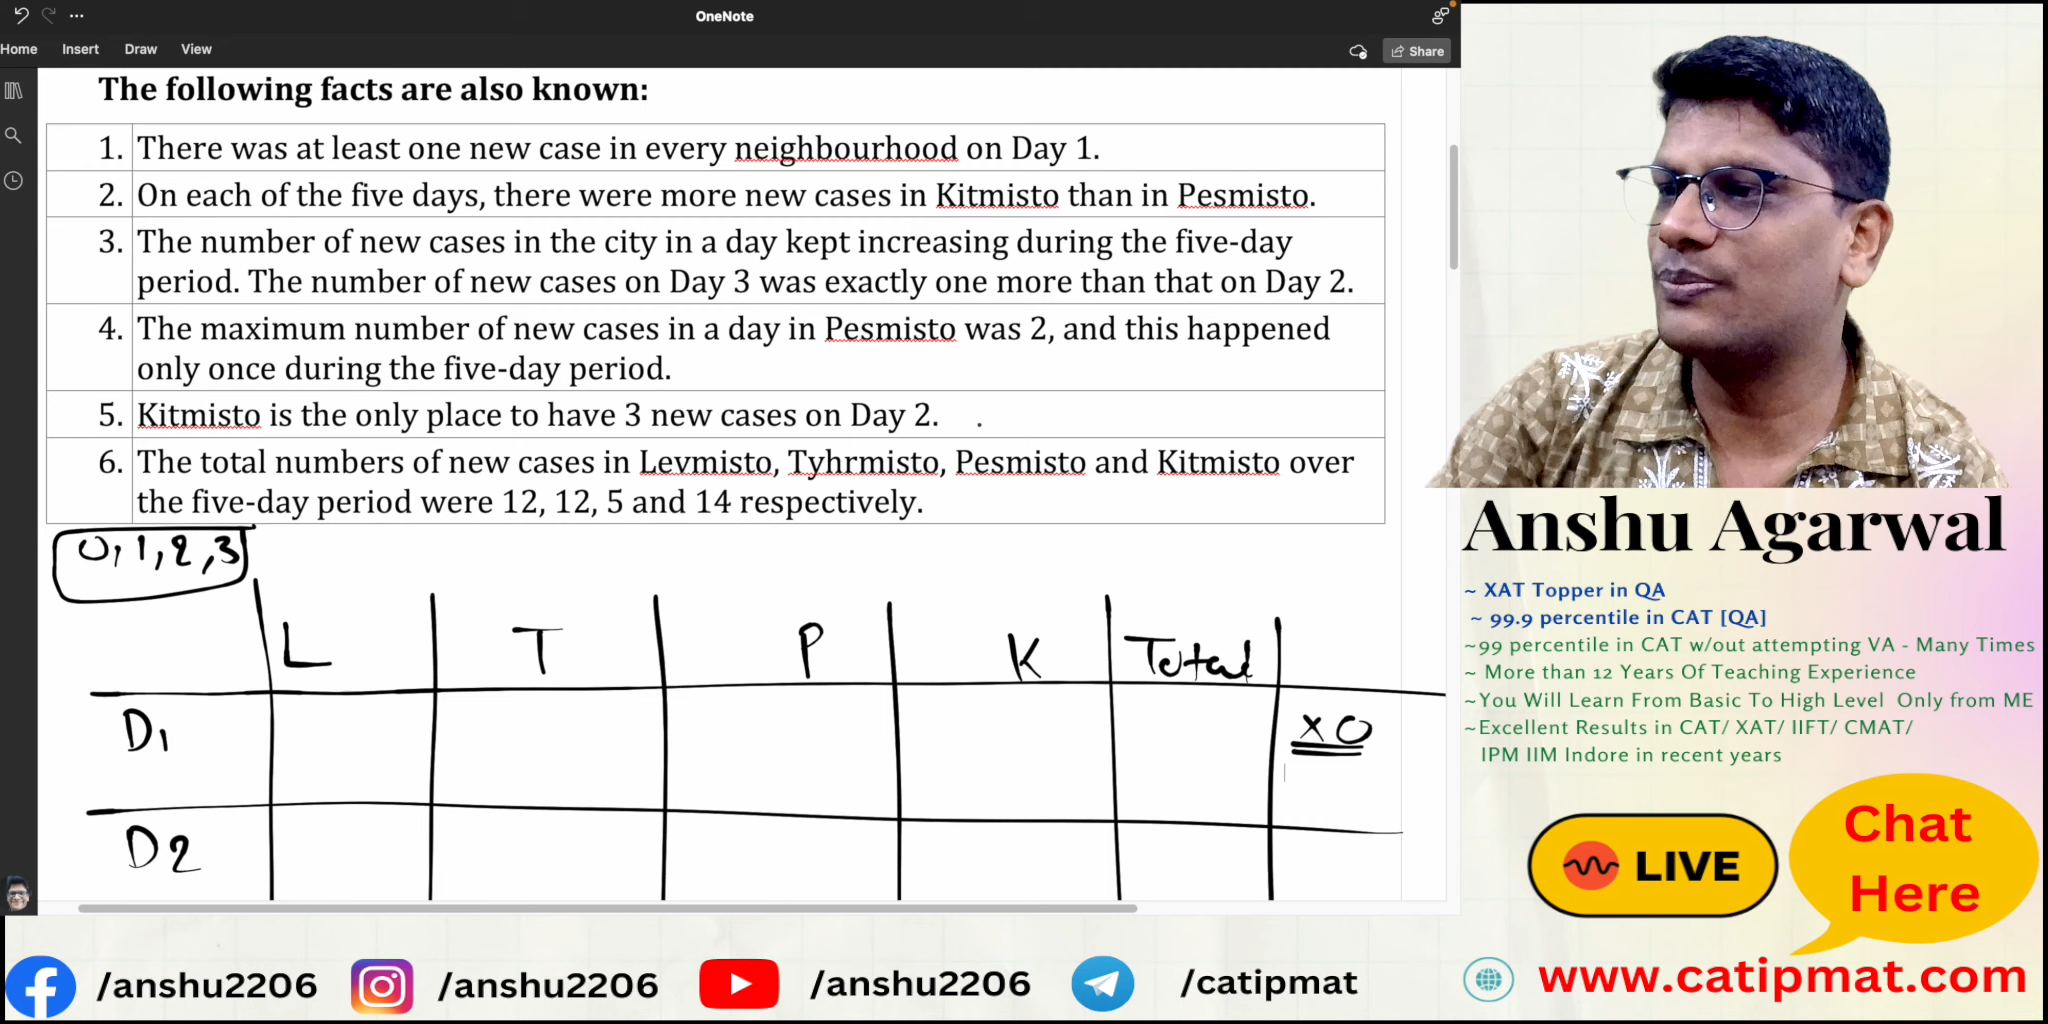 OneNote
Home Insert Draw View
Share
The following facts are also known:
1. There was at least one new case in every neighbourhood on Day 1.
2. On each of the five days, there were more new cases in Kitmisto than in Pesmisto.
3. The number of new cases in the city in a day kept increasing during the five-day
period. The number of new cases on Day 3 was exactly one more than that on Day 2.
4. The maximum number of new cases in a day in Pesmisto was 2, and this happened
only once during the five-day period.
5. Kitmisto is the only place to have 3 new cases on Day 2.
6. The total numbers of new cases in Levmisto, Tyhrmisto, Pesmisto and Kitmisto over
the five-day period were 12, 12, 5 and 14 respectively.
0, 1, 2, 3
L T P K Total
D1 x 0
D2
Anshu Agarwal
~ XAT Topper in QA
~ 99.9 percentile in CAT [QA]
~99 percentile in CAT w/out attempting VA - Many Times
~ More than 12 Years Of Teaching Experience
~You Will Learn From Basic To High Level Only from ME
~Excellent Results in CAT/ XAT/ IIFT/ CMAT/
IPM IIM Indore in recent years
LIVE
Chat
Here
/anshu2206 /anshu2206 /anshu2206 /catipmat www.catipmat.com